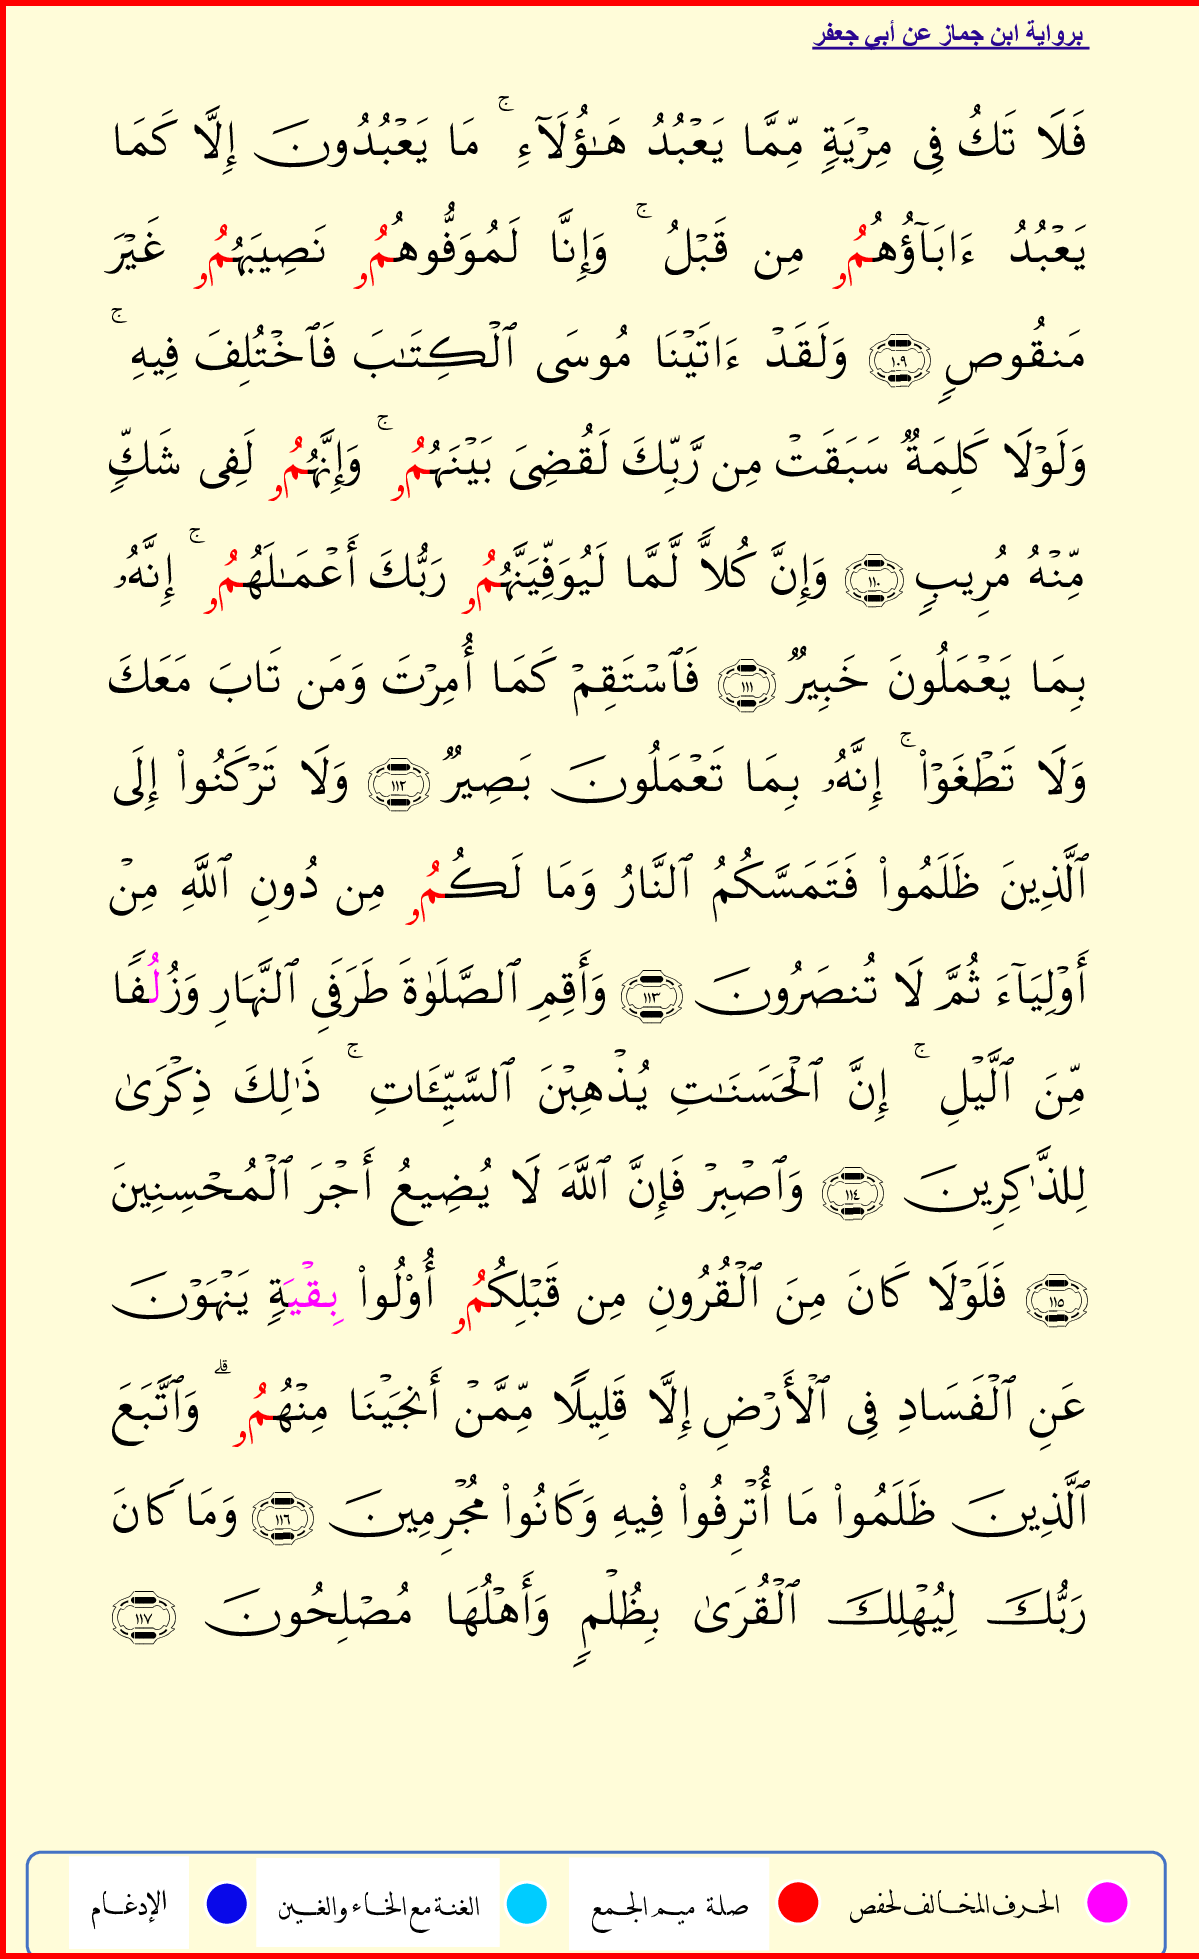 برواية ابن جماز عن أبي جعفر
فَلَا تَكُ فِى مِرْيَةٍ مِّمَّا يَعْبُدُ هَـٰٓؤُلَآءِ ۚ مَا يَعْبُدُونَ إِلَّا كَمَا
يَعْبُدُ ءَابَآؤُهُمُۥ مِن قَبْلُ ۚ وَإِنَّا لَمُوَفُّوهُمُۥ نَصِيبَهُمُۥ غَيْرَ
مَنقُوصٍ ١٠٩ وَلَقَدْ ءَاتَيْنَا مُوسَى ٱلْكِتَـٰبَ فَٱخْتُلِفَ فِيهِ ۚ
وَلَوْلَا كَلِمَةٌ سَبَقَتْ مِن رَّبِّكَ لَقُضِىَ بَيْنَهُمُۥ ۚ وَإِنَّهُمُۥ لَفِى شَكٍّ
مِّنْهُ مُرِيبٍ ١١٠ وَإِنَّ كُلاًّ لَّمَّا لَيُوَفِّيَنَّهُمُۥ رَبُّكَ أَعْمَـٰلَهُمُۥ ۚ إِنَّهُۥ
بِمَا يَعْمَلُونَ خَبِيرٌ ١١١ فَٱسْتَقِمْ كَمَا أُمِرْتَ وَمَن تَابَ مَعَكَ
وَلَا تَطْغَوْا۟ ۚ إِنَّهُۥ بِمَا تَعْمَلُونَ بَصِيرٌ ١١٢ وَلَا تَرْكَنُوا۟ إِلَى
ٱلَّذِينَ ظَلَمُوا۟ فَتَمَسَّكُمُ ٱلنَّارُ وَمَا لَكُمُۥ مِن دُونِ ٱللَّهِ مِنْ
أَوْلِيَآءَ ثُمَّ لَا تُنصَرُونَ ١١٣ وَأَقِمِ ٱلصَّلَوٰةَ طَرَفَىِ ٱلنَّهَارِ وَزُلُفًا
مِّنَ ٱلَّيْلِ ۚ إِنَّ ٱلْحَسَنَـٰتِ يُذْهِبْنَ ٱلسَّيِّـَٔاتِ ۚ ذَٰلِكَ ذِكْرَىٰ
لِلذَّٰكِرِينَ ١١٤ وَٱصْبِرْ فَإِنَّ ٱللَّهَ لَا يُضِيعُ أَجْرَ ٱلْمُحْسِنِينَ
١١٥ فَلَوْلَا كَانَ مِنَ ٱلْقُرُونِ مِن قَبْلِكُمُۥ أُوْلُوا۟ بِقْيَةٍ يَنْهَوْنَ
عَنِ ٱلْفَسَادِ فِى ٱلْأَرْضِ إِلَّا قَلِيلًا مِّمَّنْ أَنجَيْنَا مِنْهُمُۥ ۗ وَٱتَّبَعَ
ٱلَّذِينَ ظَلَمُوا۟ مَا أُتْرِفُوا۟ فِيهِ وَكَانُوا۟ مُجْرِمِينَ ١١٦ وَمَا كَانَ
رَبُّكَ لِيُهْلِكَ ٱلْقُرَىٰ بِظُلْمٍ وَأَهْلُهَا مُصْلِحُونَ ١١٧
الحرف المخالف لحفص صلة ميم الجمع الغنة مع الخاء والغين الإدغام